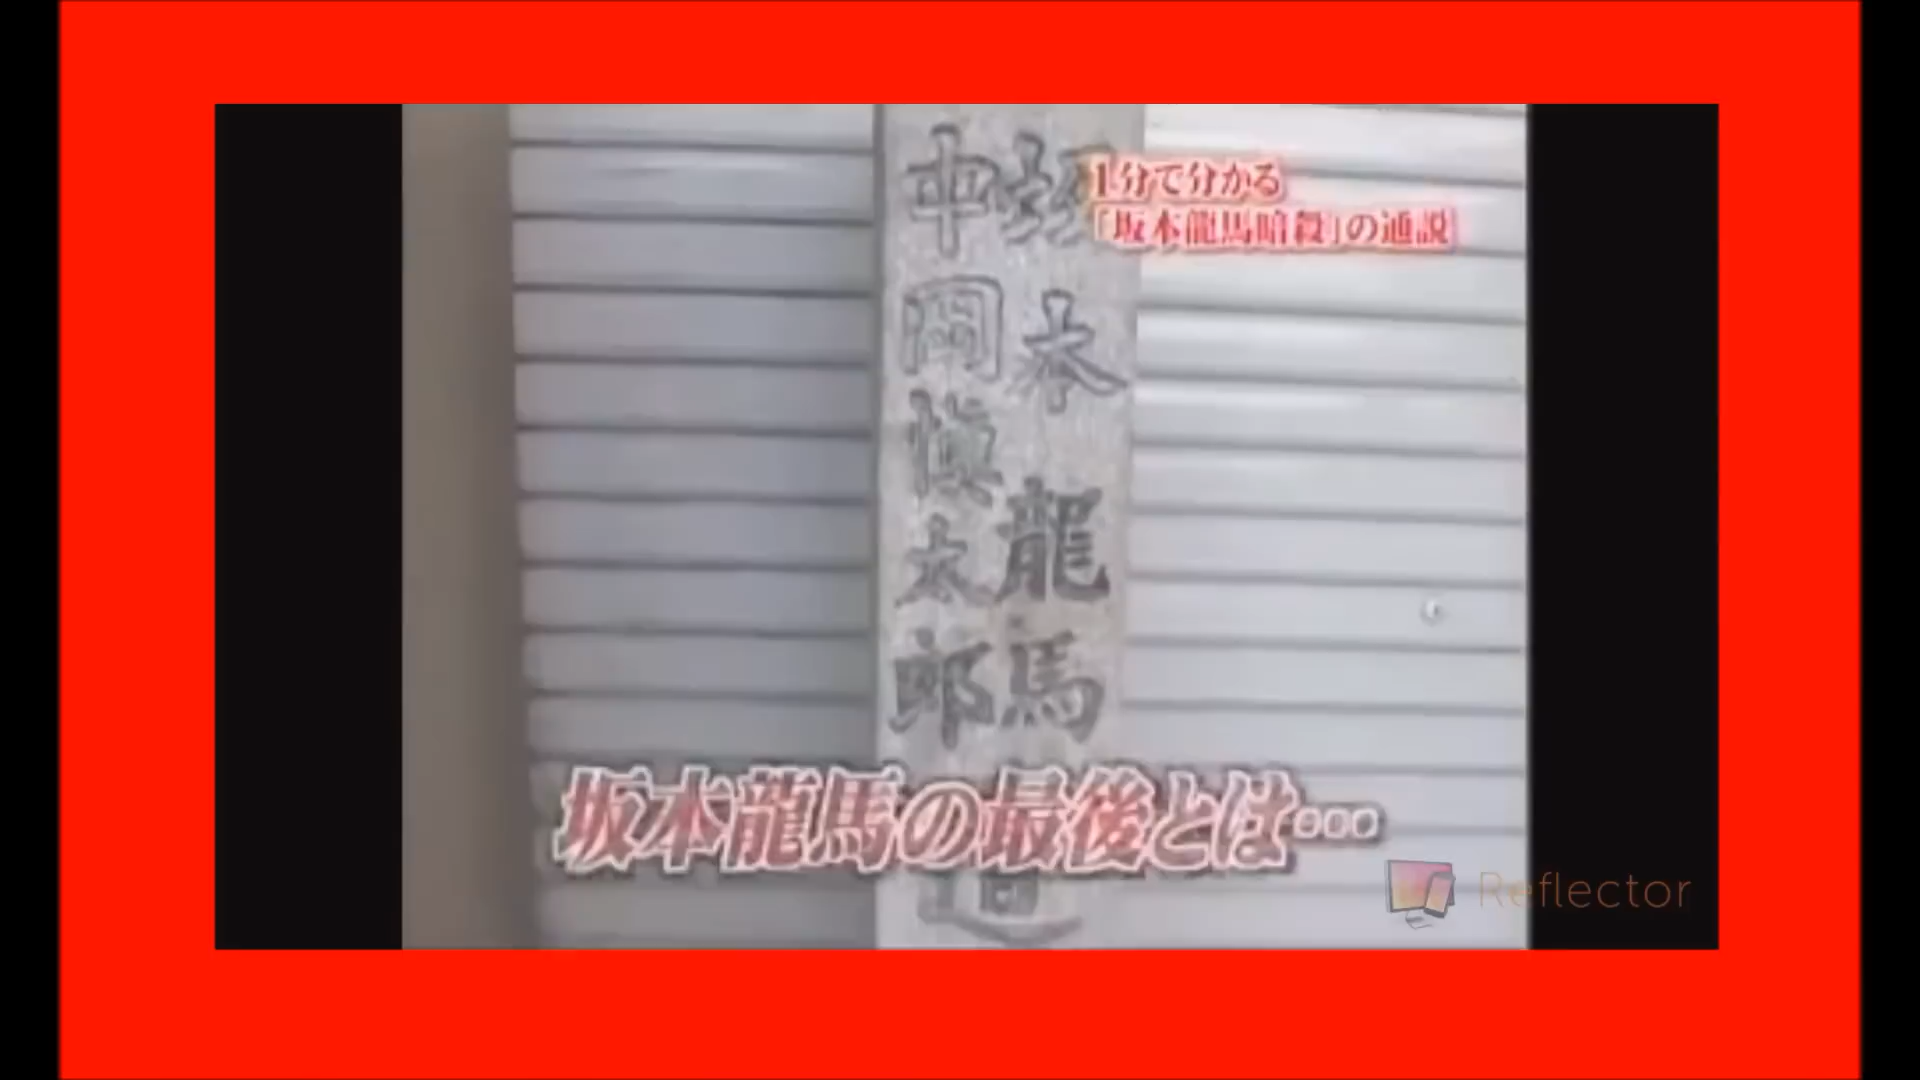 1分で分かる
「坂本龍馬暗殺」の通説
坂本龍馬
中岡慎太郎
坂本龍馬の最後とは…
Reflector